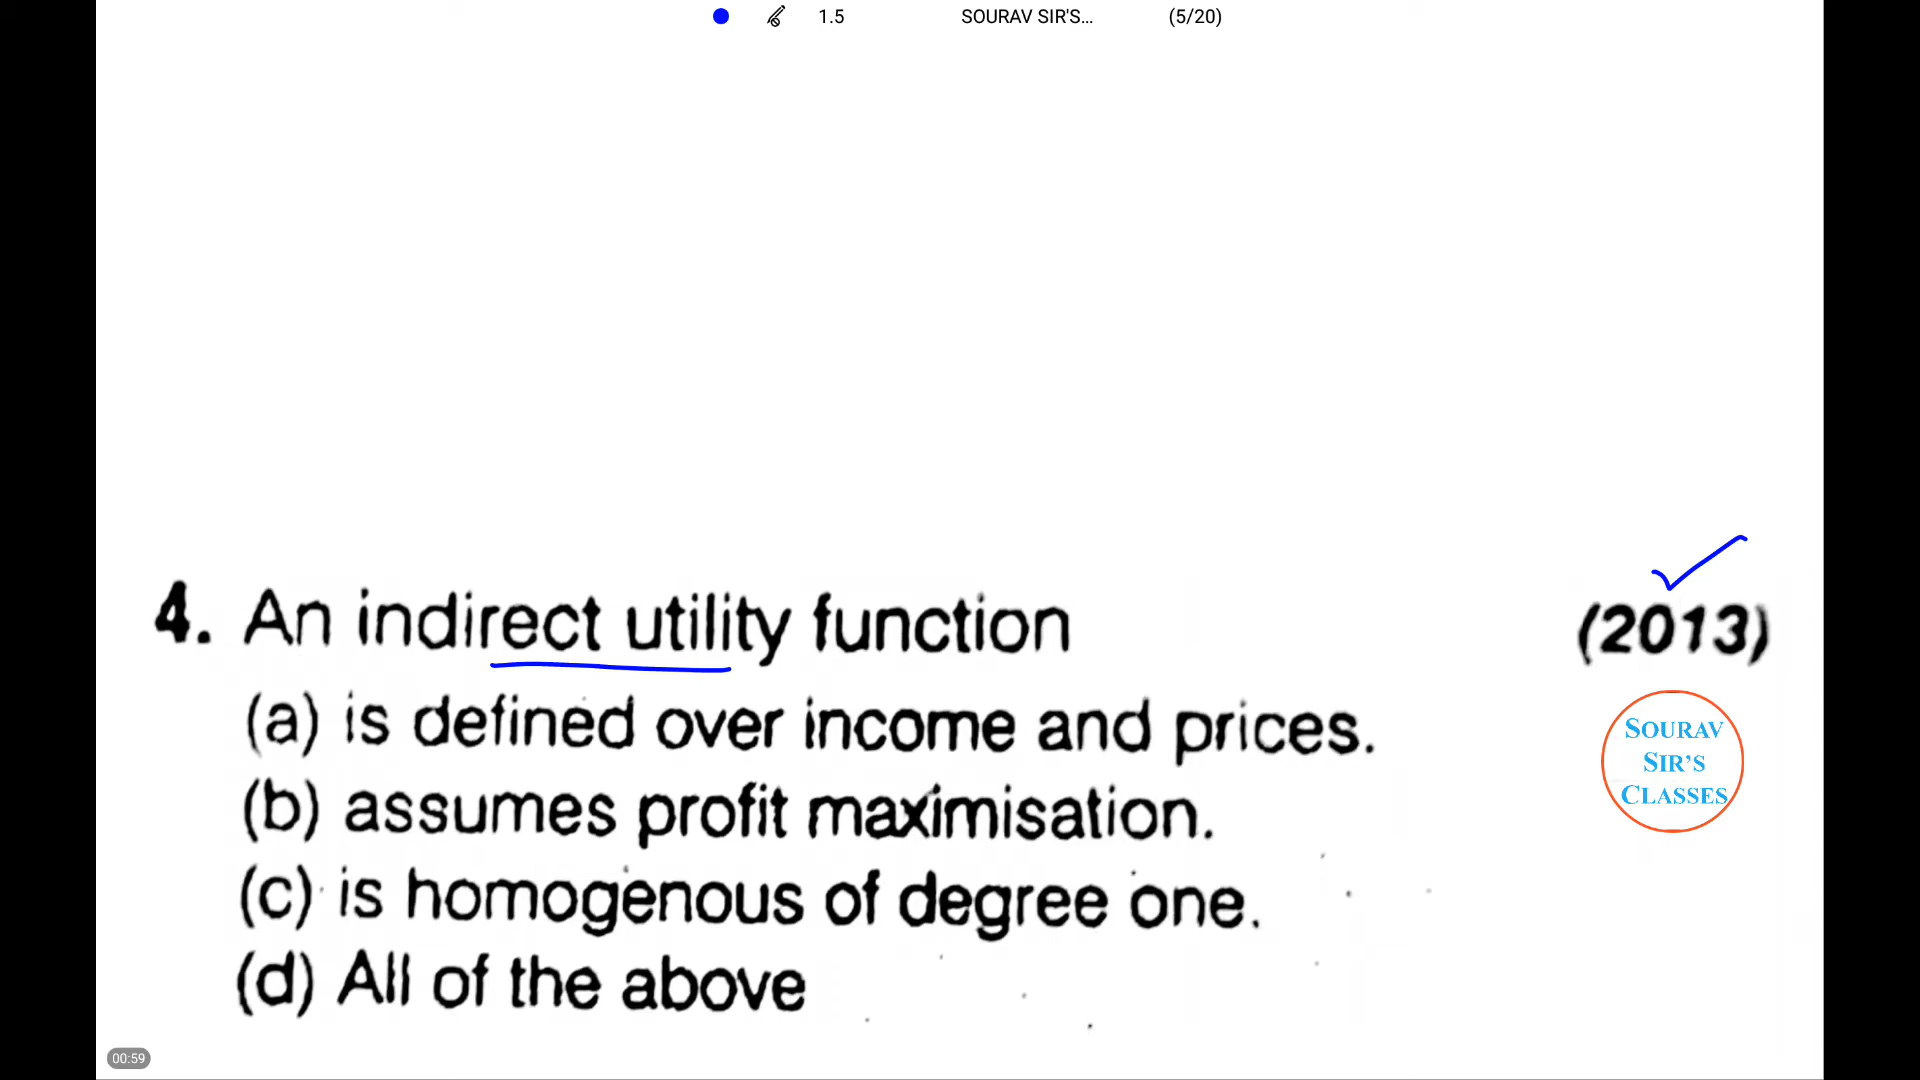 1.5 SOURAV SIR'S... (5/20)
4. An indirect utility function (2013)
(a) is defined over income and prices.
(b) assumes profit maximisation.
(c) is homogenous of degree one.
(d) All of the above
SOURAV
SIR'S
CLASSES
00:59